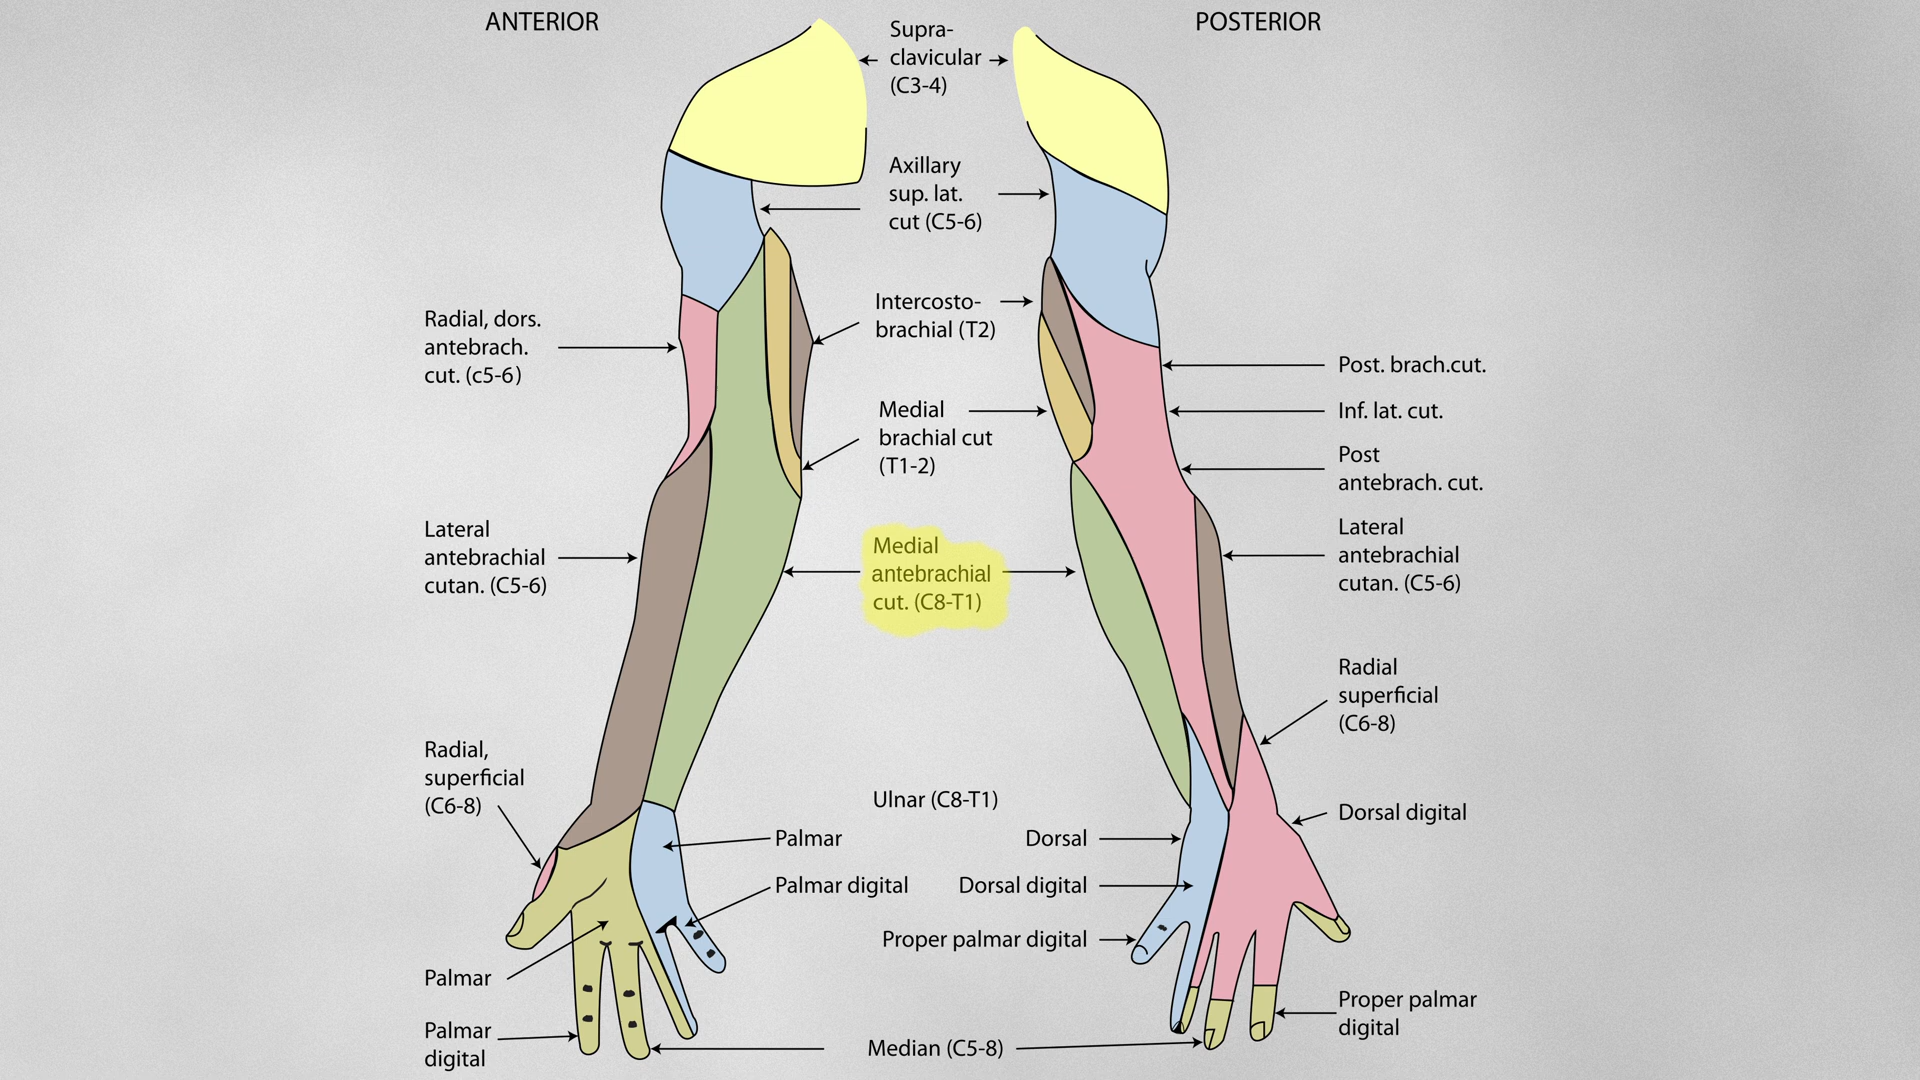 ANTERIOR
POSTERIOR
Supra-
clavicular
(C3-4)
Axillary
sup. lat.
cut (C5-6)
Intercosto-
brachial (T2)
Medial
brachial cut
(T1-2)
Medial
antebrachial
cut. (C8-T1)
Radial, dors.
antebrach.
cut. (c5-6)
Lateral
antebrachial
cutan. (C5-6)
Radial,
superficial
(C6-8)
Palmar
Palmar
digital
Ulnar (C8-T1)
Palmar
Palmar digital
Dorsal
Dorsal digital
Proper palmar digital
Median (C5-8)
Post. brach.cut.
Inf. lat. cut.
Post
antebrach. cut.
Lateral
antebrachial
cutan. (C5-6)
Radial
superficial
(C6-8)
Dorsal digital
Proper palmar
digital